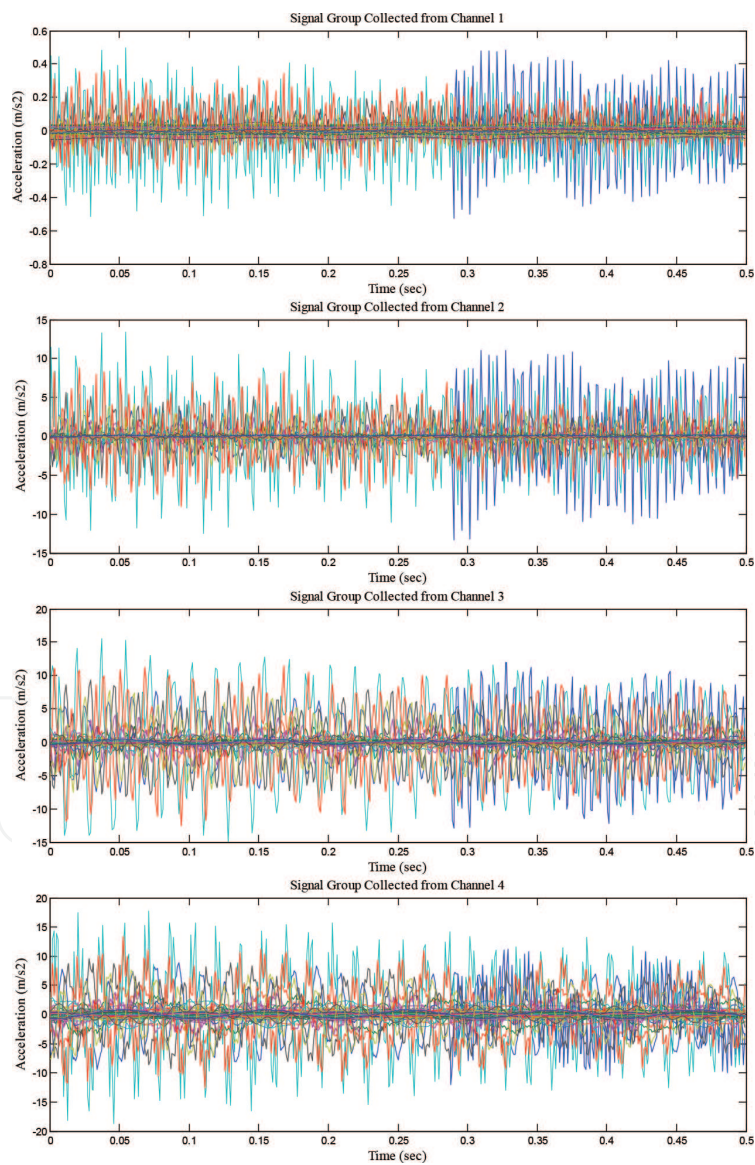 Signal Group Collected from Channel 1
0.6
0.4
0.2
0
-0.2
-0.4
-0.6
-0.8
Acceleration (m/s2)
0 0.05 0.1 0.15 0.2 0.25 0.3 0.35 0.4 0.45 0.5
Time (sec)
Signal Group Collected from Channel 2
15
10
5
0
-5
-10
-15
Acceleration (m/s2)
0 0.05 0.1 0.15 0.2 0.25 0.3 0.35 0.4 0.45 0.5
Time (sec)
Signal Group Collected from Channel 3
20
15
10
5
0
-5
-10
-15
Acceleration (m/s2)
0 0.05 0.1 0.15 0.2 0.25 0.3 0.35 0.4 0.45 0.5
Time (sec)
Signal Group Collected from Channel 4
20
15
10
5
0
-5
-10
-15
-20
Acceleration (m/s2)
0 0.05 0.1 0.15 0.2 0.25 0.3 0.35 0.4 0.45 0.5
Time (sec)